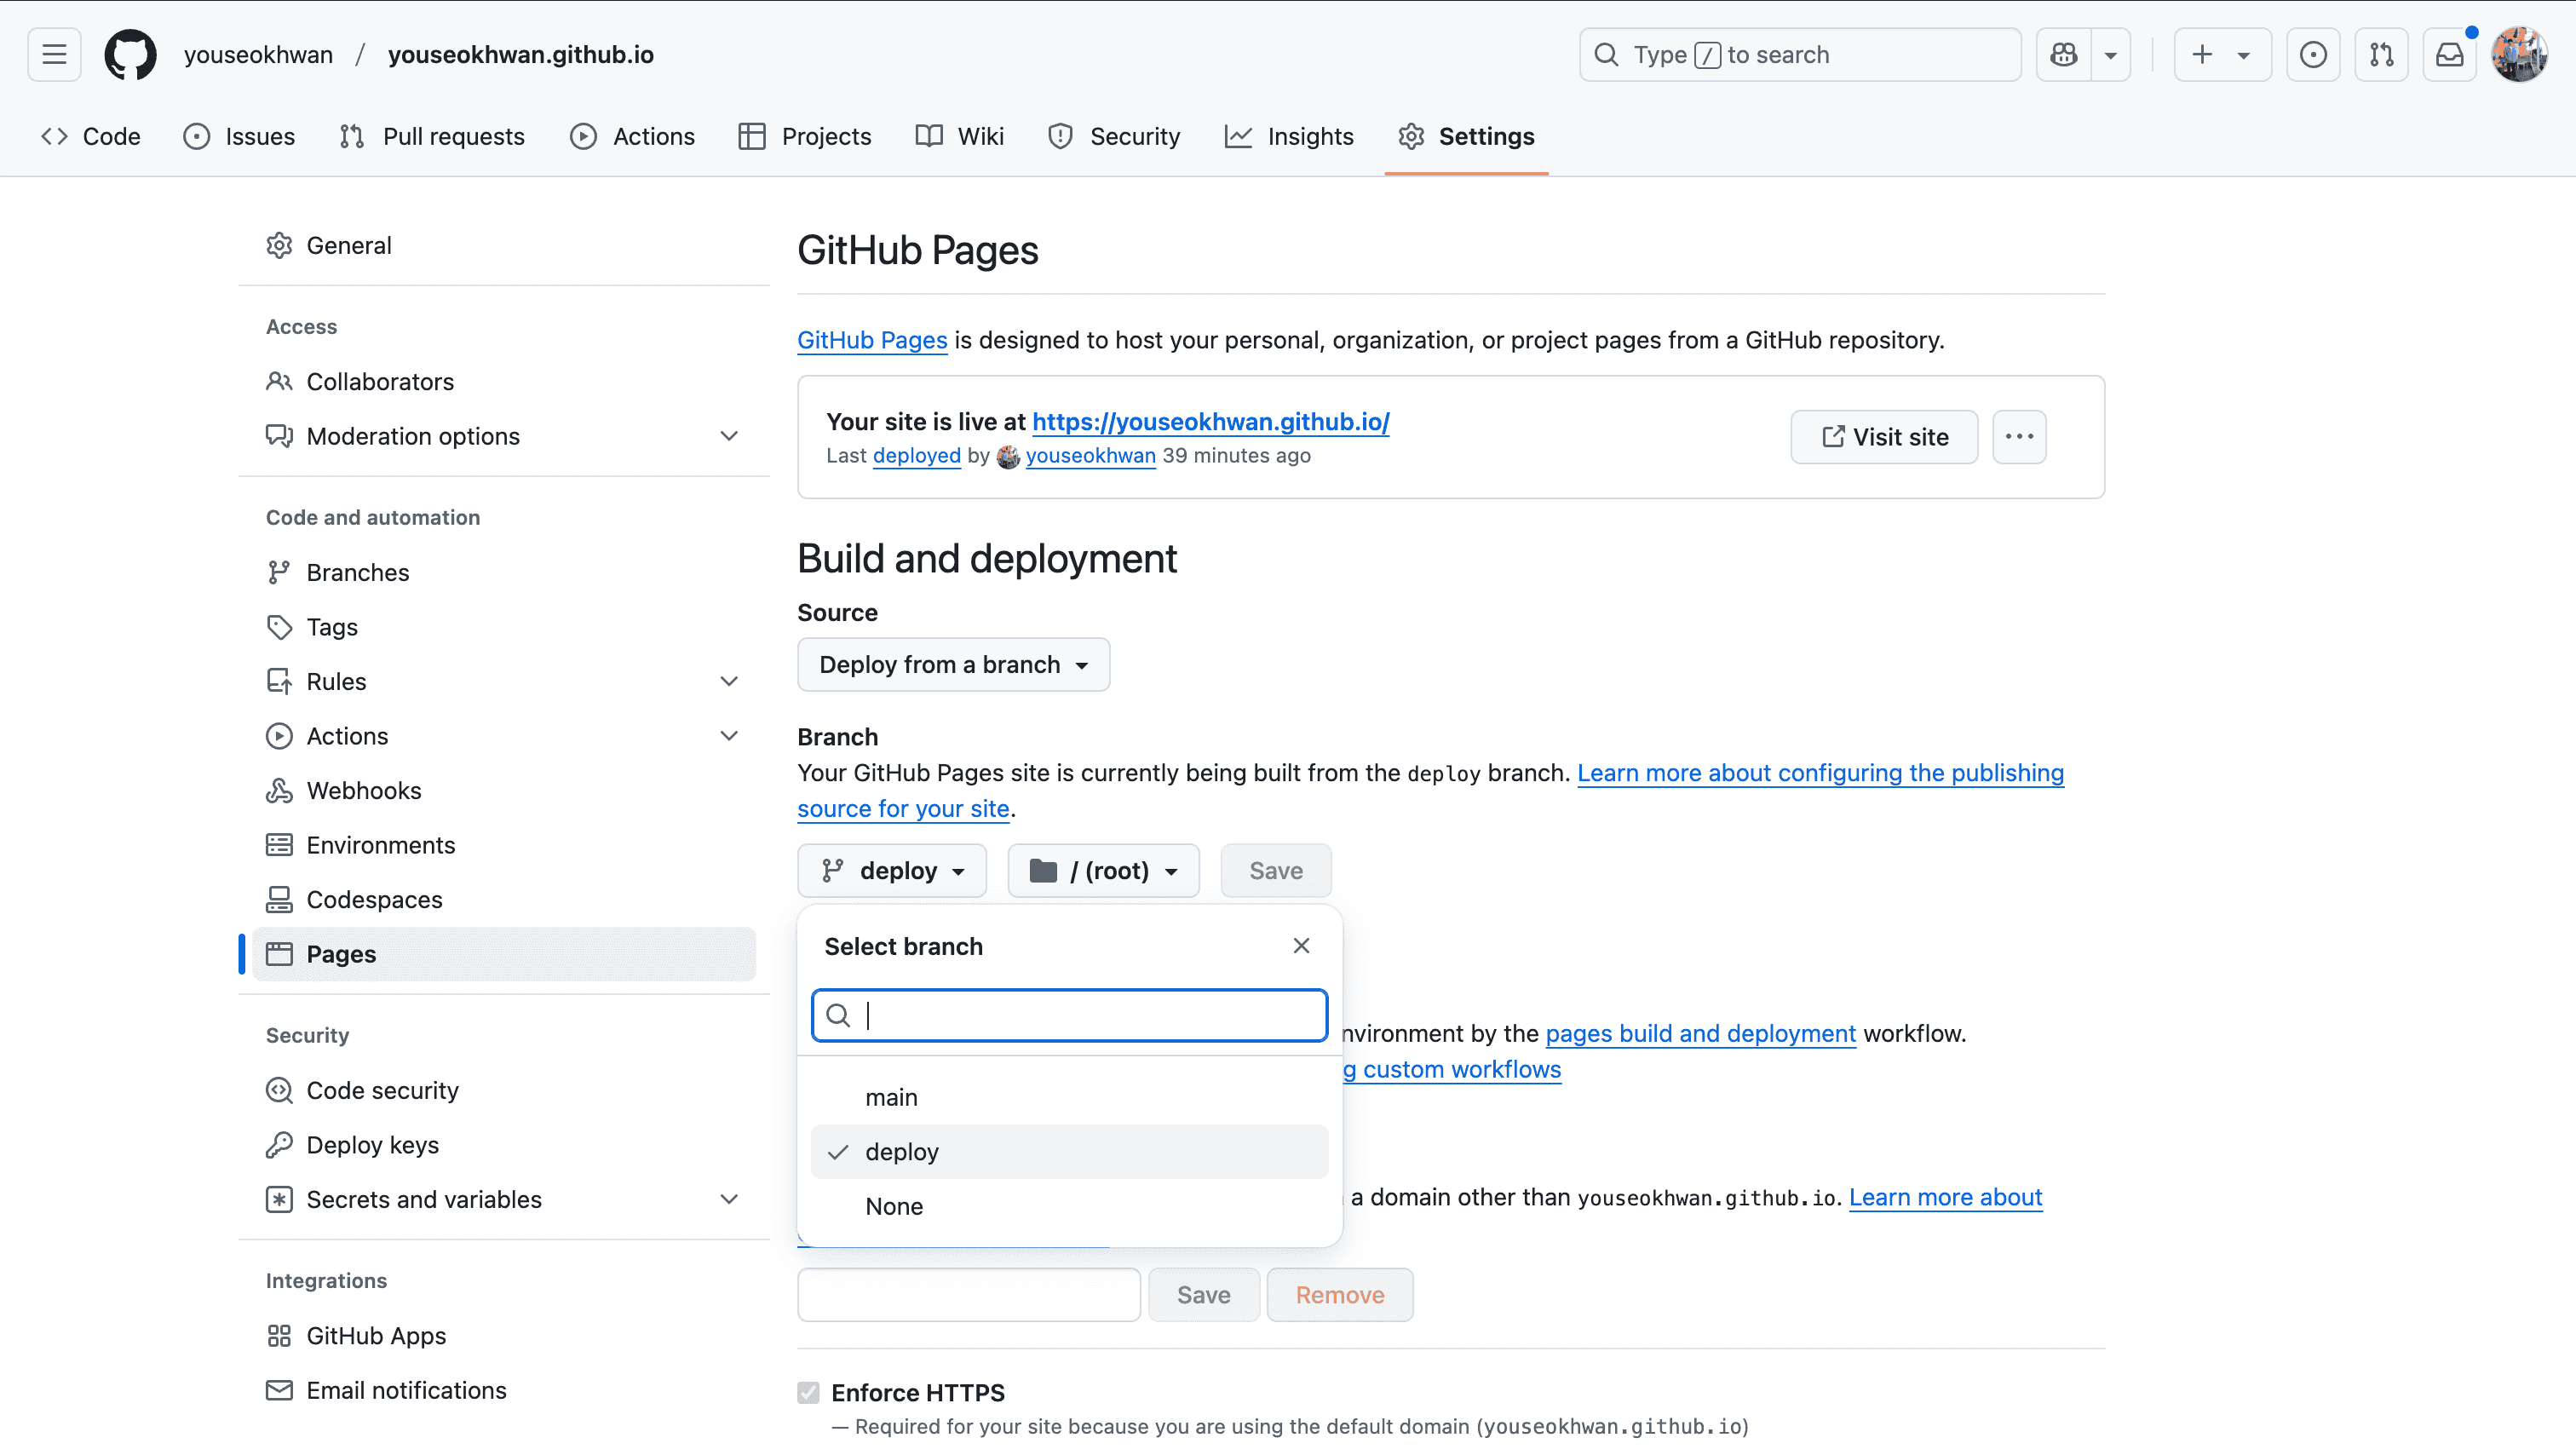 youseokhwan / youseokhwan.github.io
Type / to search
Code
Issues
Pull requests
Actions
Projects
Wiki
Security
Insights
Settings
General
Access
Collaborators
Moderation options
Code and automation
Branches
Tags
Rules
Actions
Webhooks
Environments
Codespaces
Pages
Security
Code security
Deploy keys
Secrets and variables
Integrations
GitHub Apps
Email notifications
GitHub Pages
GitHub Pages is designed to host your personal, organization, or project pages from a GitHub repository.
Your site is live at https://youseokhwan.github.io/
Last deployed by youseokhwan 39 minutes ago
Visit site
Build and deployment
Source
Deploy from a branch
Branch
Your GitHub Pages site is currently being built from the deploy branch. Learn more about configuring the publishing
source for your site.
deploy
/ (root)
Save
Select branch
main
deploy
None
nvironment by the pages build and deployment workflow.
g custom workflows
a domain other than youseokhwan.github.io. Learn more about
Save
Remove
Enforce HTTPS
— Required for your site because you are using the default domain (youseokhwan.github.io)